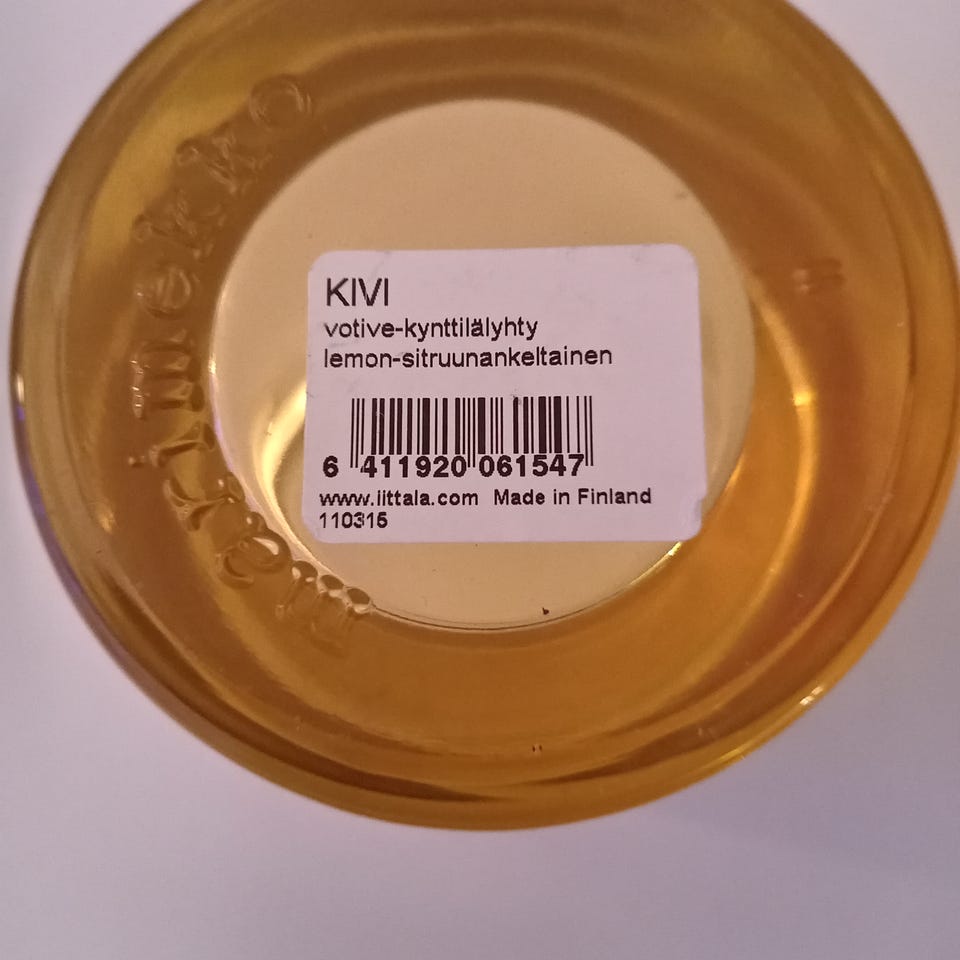 marimekko
KIVI
votive-kynttilälyhty
lemon-sitruunankeltainen
6 411920 061547
www.iittala.com Made in Finland
110315